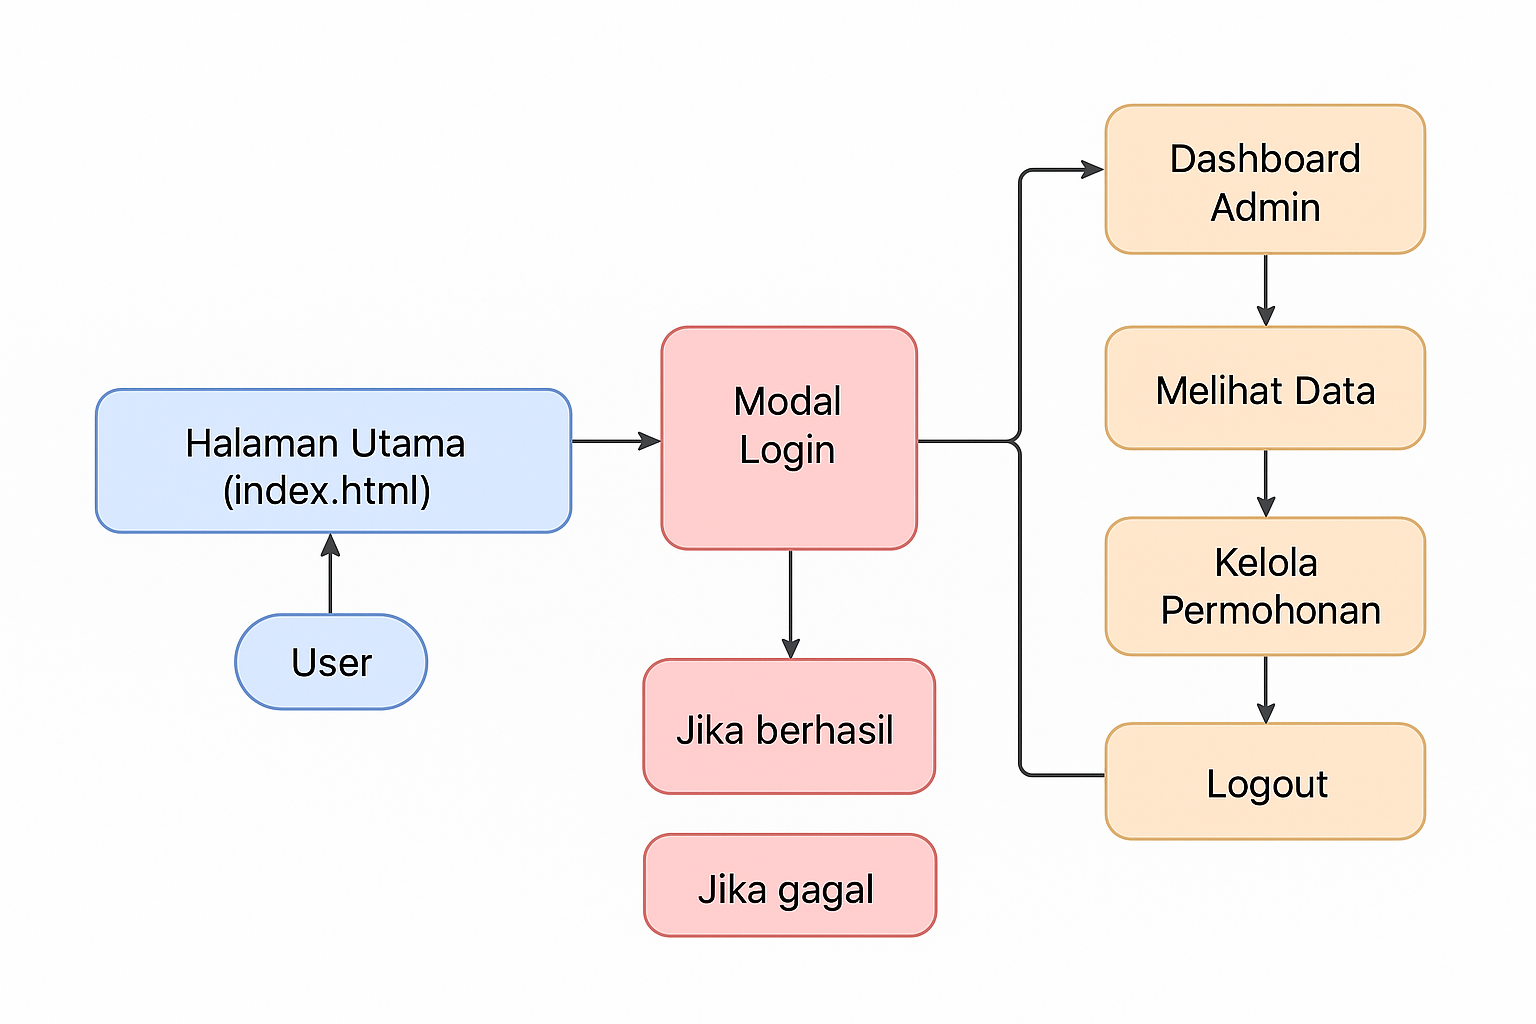 Halaman Utama
(index.html)
User
Modal
Login
Jika berhasil
Jika gagal
Dashboard
Admin
Melihat Data
Kelola
Permohonan
Logout